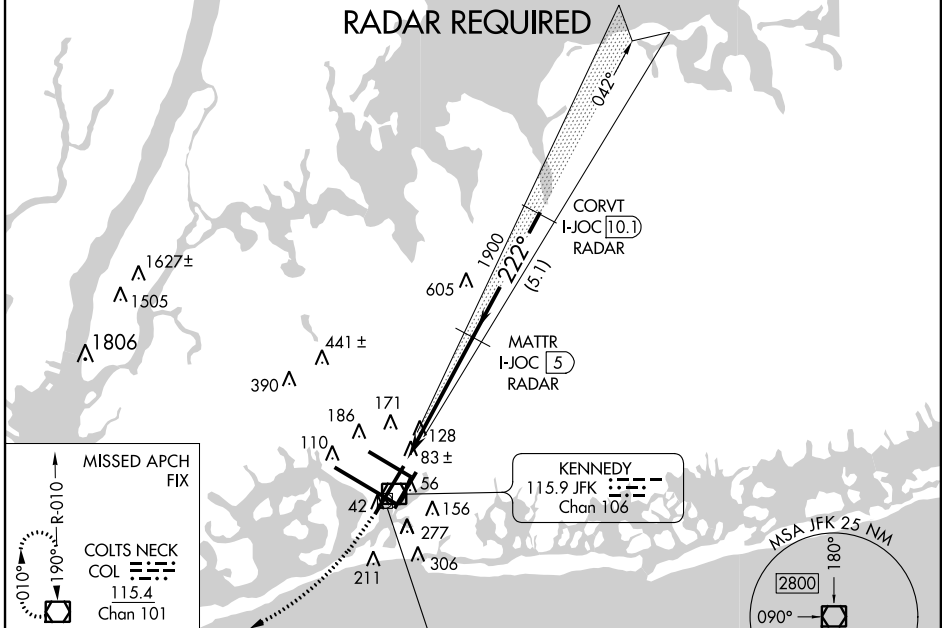 RADAR REQUIRED
042°
CORVT
I-JOC 10.1
RADAR
1900
222°
(5.1)
605
1627±
1505
1806
441 ±
390
MATTR
I-JOC 5
RADAR
171
186
110
128
83 ±
56
42
156
277
306
211
KENNEDY
115.9 JFK
Chan 106
MISSED APCH
FIX
R-010
190°
010°
COLTS NECK
COL
115.4
Chan 101
MSA JFK 25 NM
180°
2800
090°